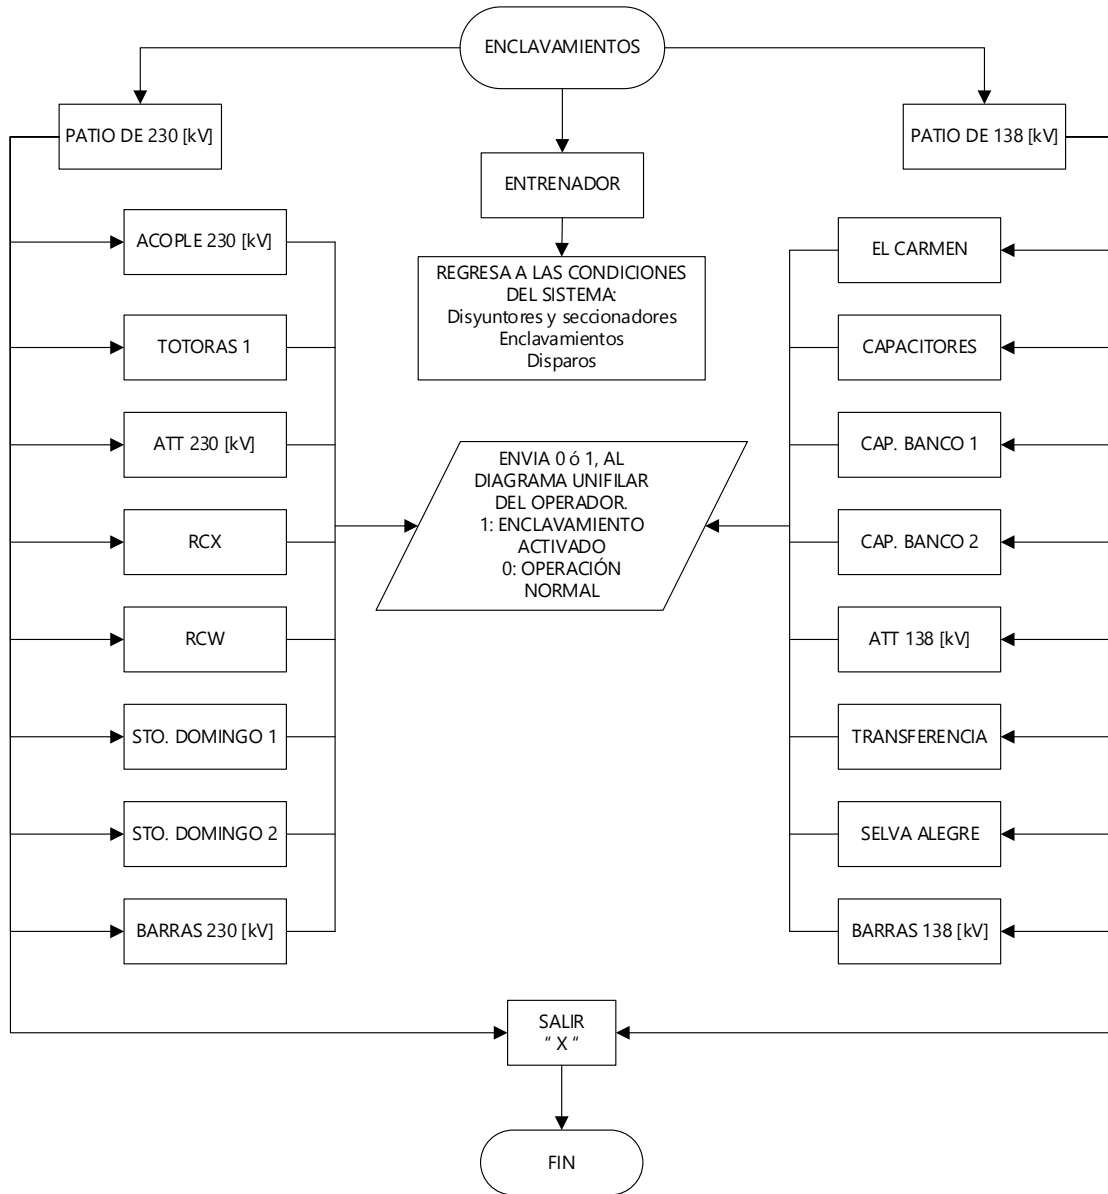 ENCLAVAMIENTOS
PATIO DE 230 [kV]
PATIO DE 138 [kV]
ENTRENADOR
REGRESA A LAS CONDICIONES
DEL SISTEMA:
Disyuntores y seccionadores
Enclavamientos
Disparos
ACOPLE 230 [kV]
TOTORAS 1
ATT 230 [kV]
RCX
RCW
STO. DOMINGO 1
STO. DOMINGO 2
BARRAS 230 [kV]
ENVIA 0 ó 1, AL
DIAGRAMA UNIFILAR
DEL OPERADOR.
1: ENCLAVAMIENTO
ACTIVADO
0: OPERACIÓN
NORMAL
EL CARMEN
CAPACITORES
CAP. BANCO 1
CAP. BANCO 2
ATT 138 [kV]
TRANSFERENCIA
SELVA ALEGRE
BARRAS 138 [kV]
SALIR
“ X “
FIN